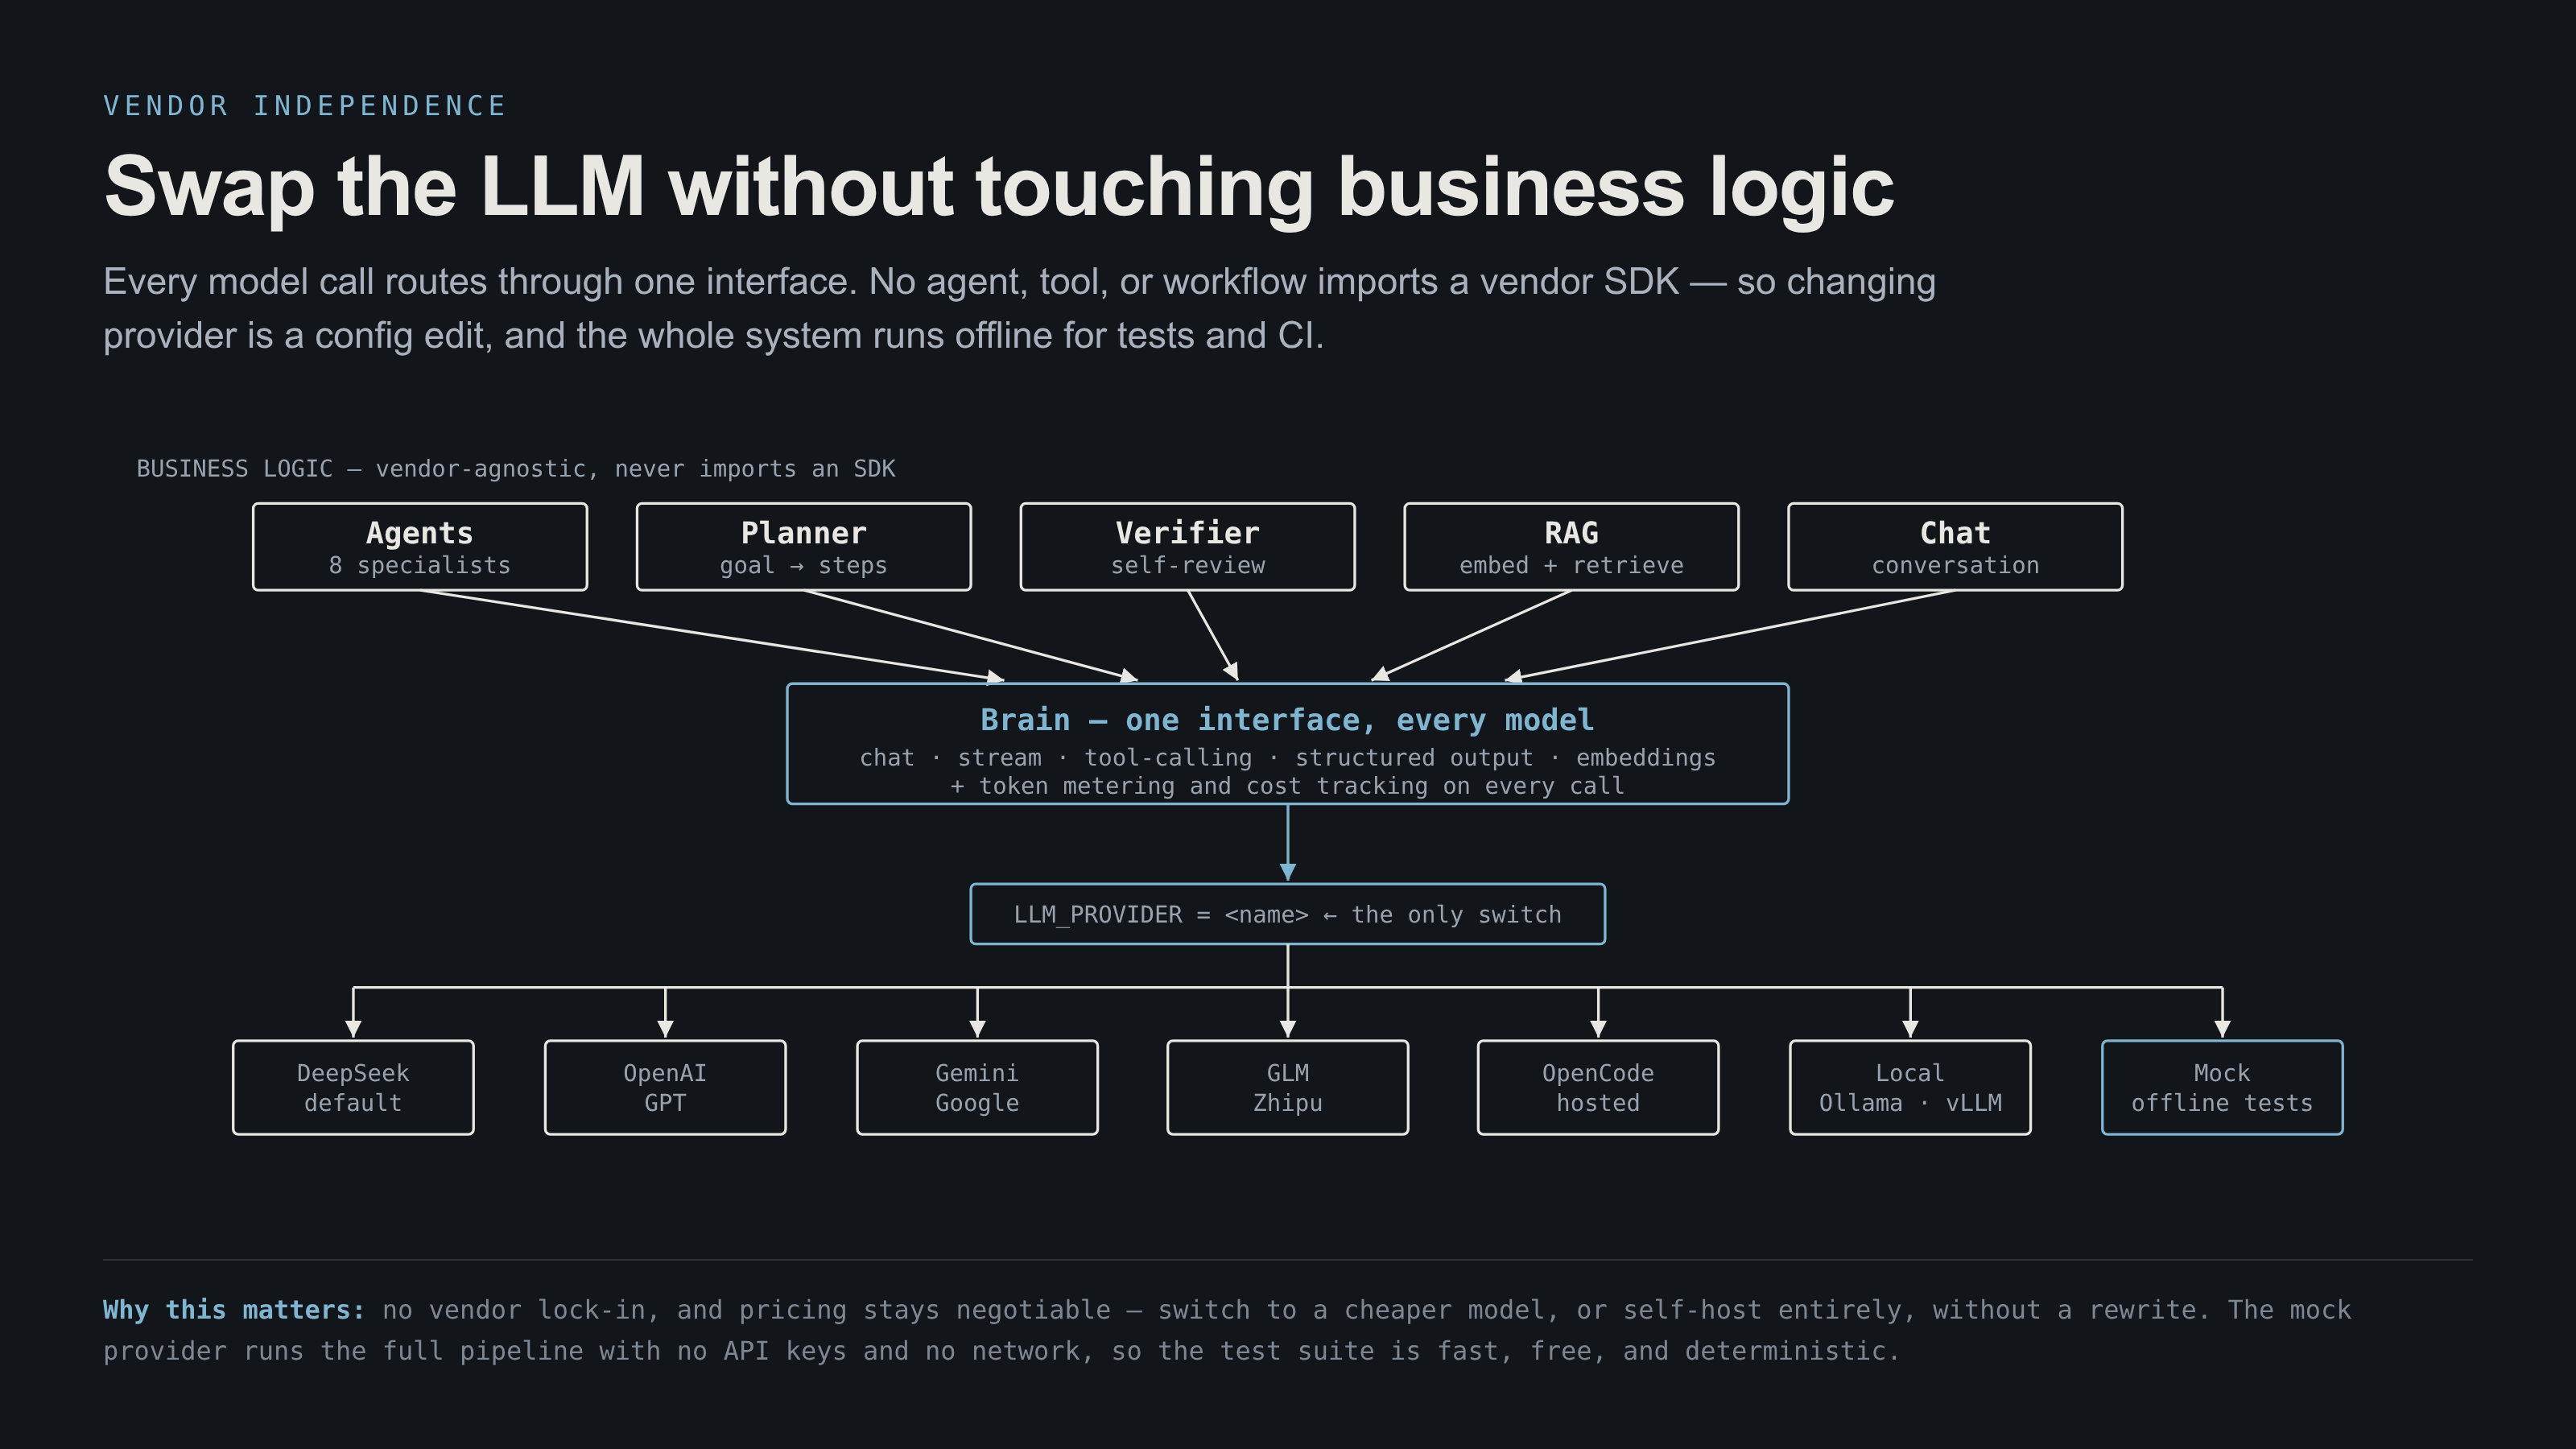 VENDOR INDEPENDENCE
Swap the LLM without touching business logic
Every model call routes through one interface. No agent, tool, or workflow imports a vendor SDK — so changing
provider is a config edit, and the whole system runs offline for tests and CI.
BUSINESS LOGIC — vendor-agnostic, never imports an SDK
Agents
8 specialists
Planner
goal → steps
Verifier
self-review
RAG
embed + retrieve
Chat
conversation
Brain — one interface, every model
chat · stream · tool-calling · structured output · embeddings
+ token metering and cost tracking on every call
LLM_PROVIDER = <name> ← the only switch
DeepSeek
default
OpenAI
GPT
Gemini
Google
GLM
Zhipu
OpenCode
hosted
Local
Ollama · vLLM
Mock
offline tests
Why this matters: no vendor lock-in, and pricing stays negotiable — switch to a cheaper model, or self-host entirely, without a rewrite. The mock
provider runs the full pipeline with no API keys and no network, so the test suite is fast, free, and deterministic.